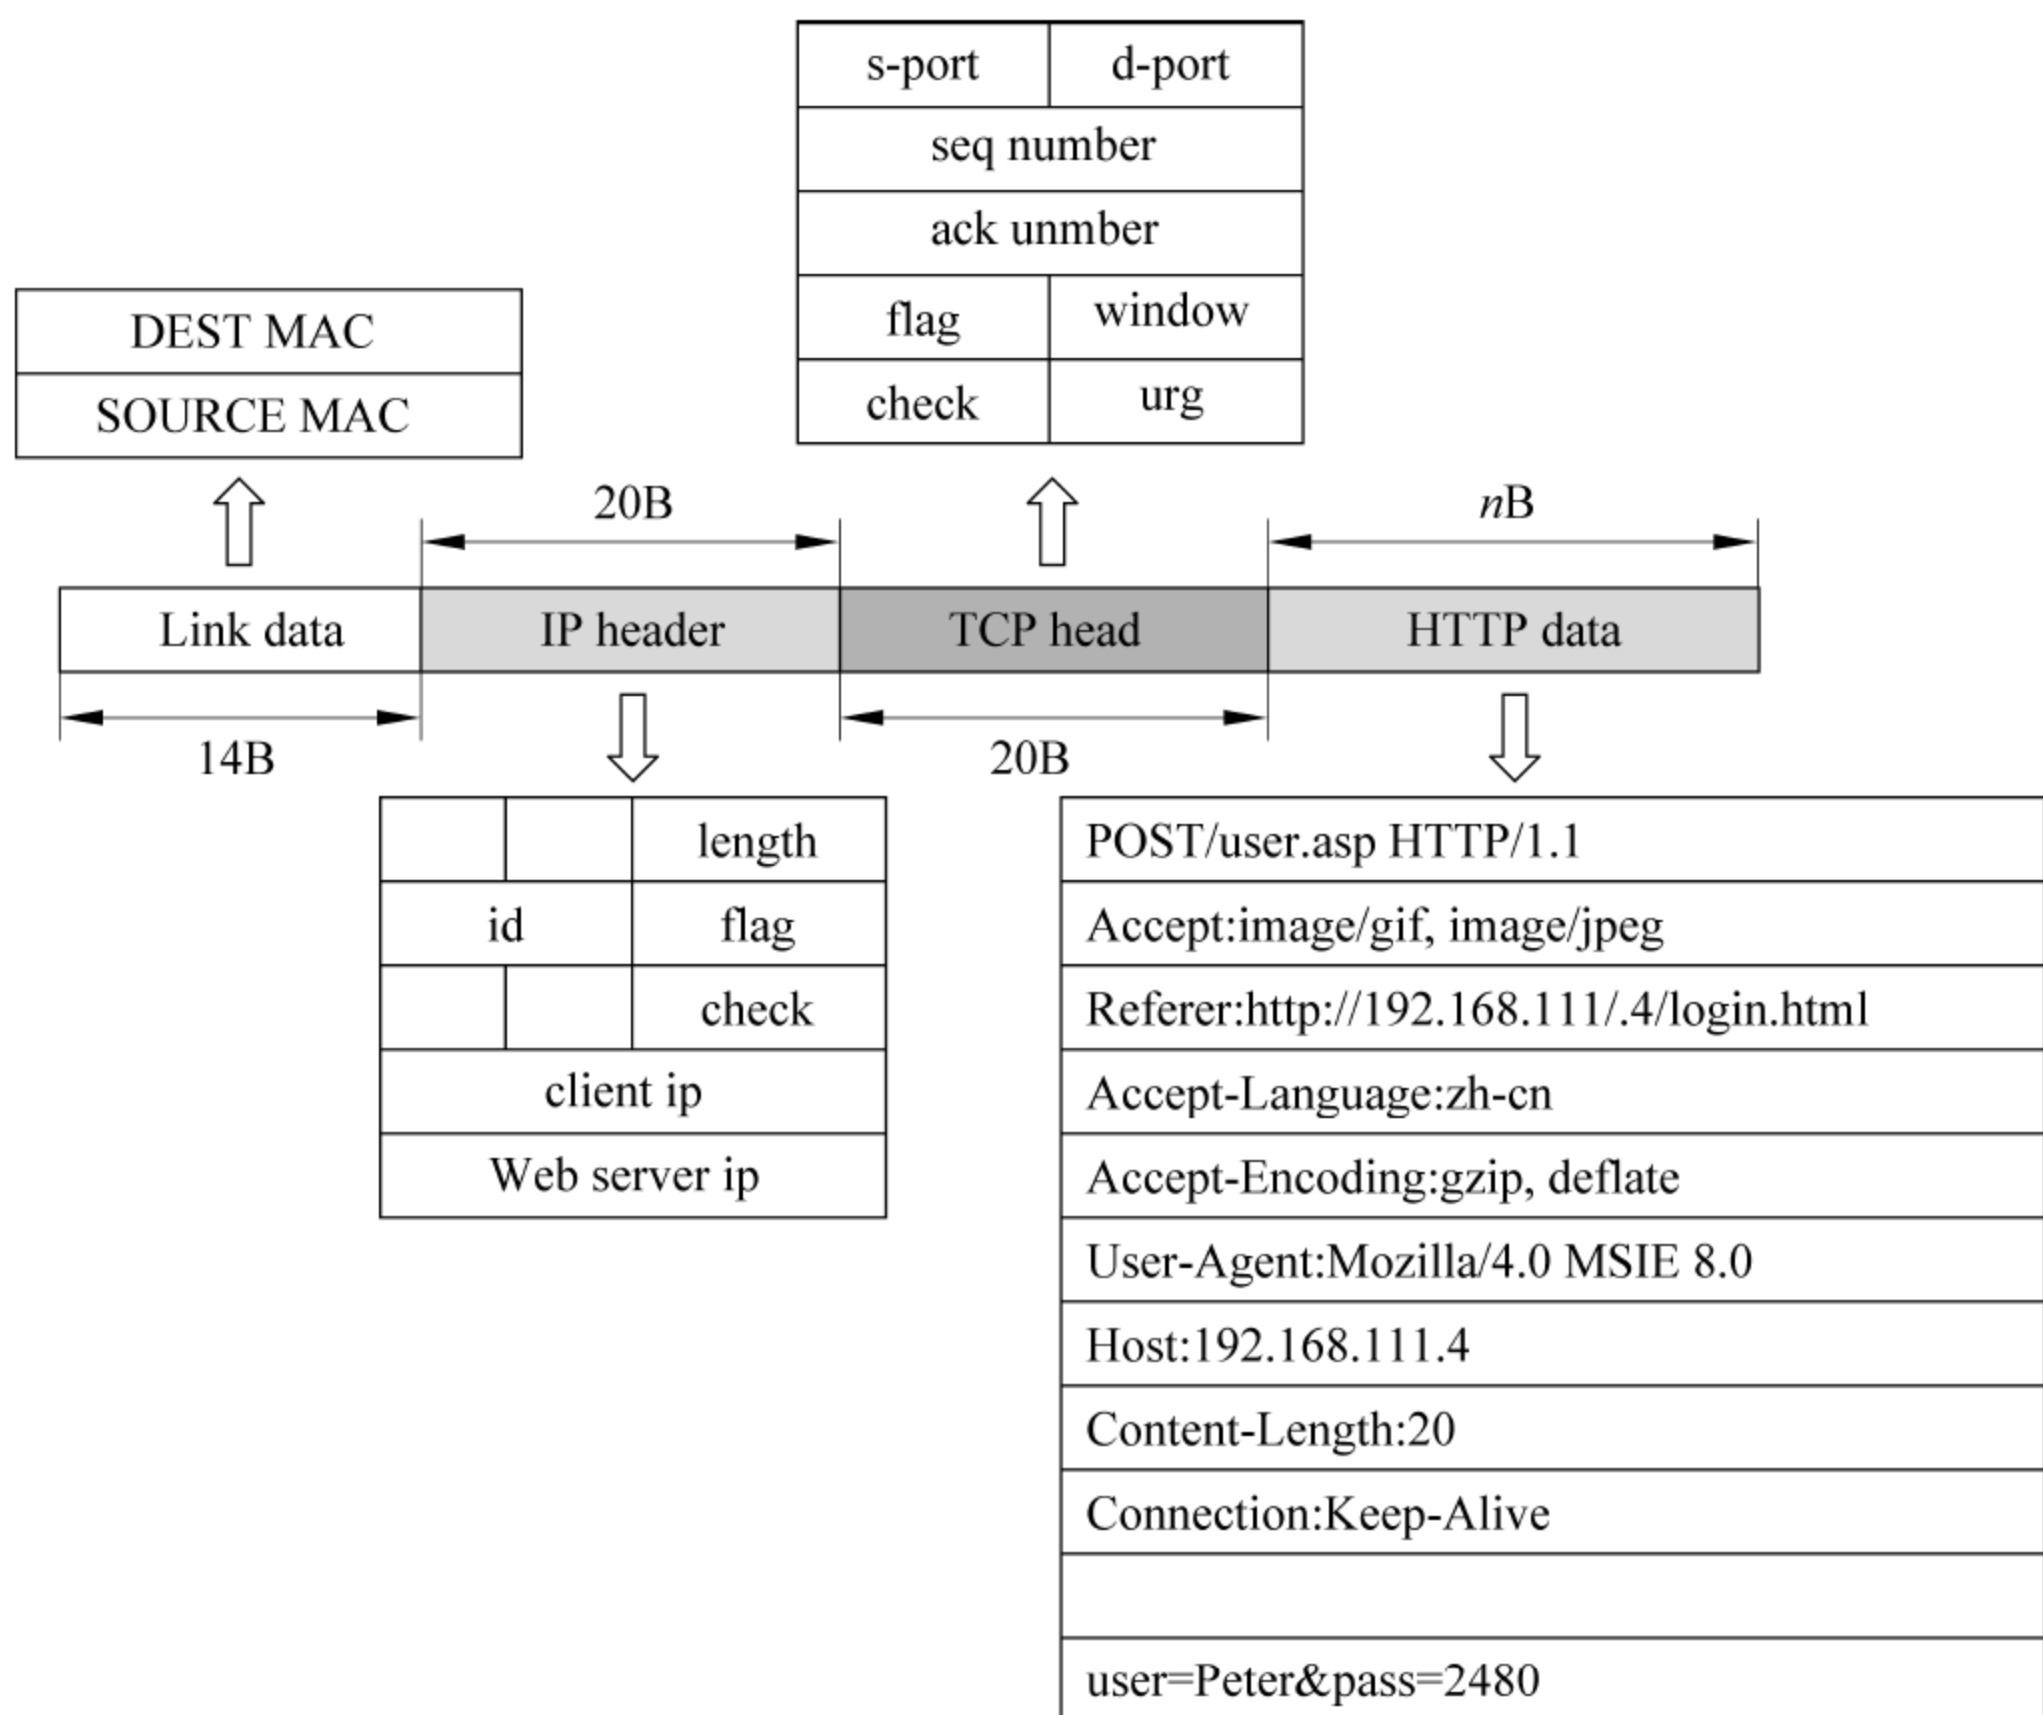 s-port d-port
seq number
ack unmber
flag window
check urg
DEST MAC
SOURCE MAC
20B nB
Link data IP header TCP head HTTP data
14B 20B
length
id flag
check
client ip
Web server ip
POST/user.asp HTTP/1.1
Accept:image/gif, image/jpeg
Referer:http://192.168.111/.4/login.html
Accept-Language:zh-cn
Accept-Encoding:gzip, deflate
User-Agent:Mozilla/4.0 MSIE 8.0
Host:192.168.111.4
Content-Length:20
Connection:Keep-Alive
user=Peter&pass=2480